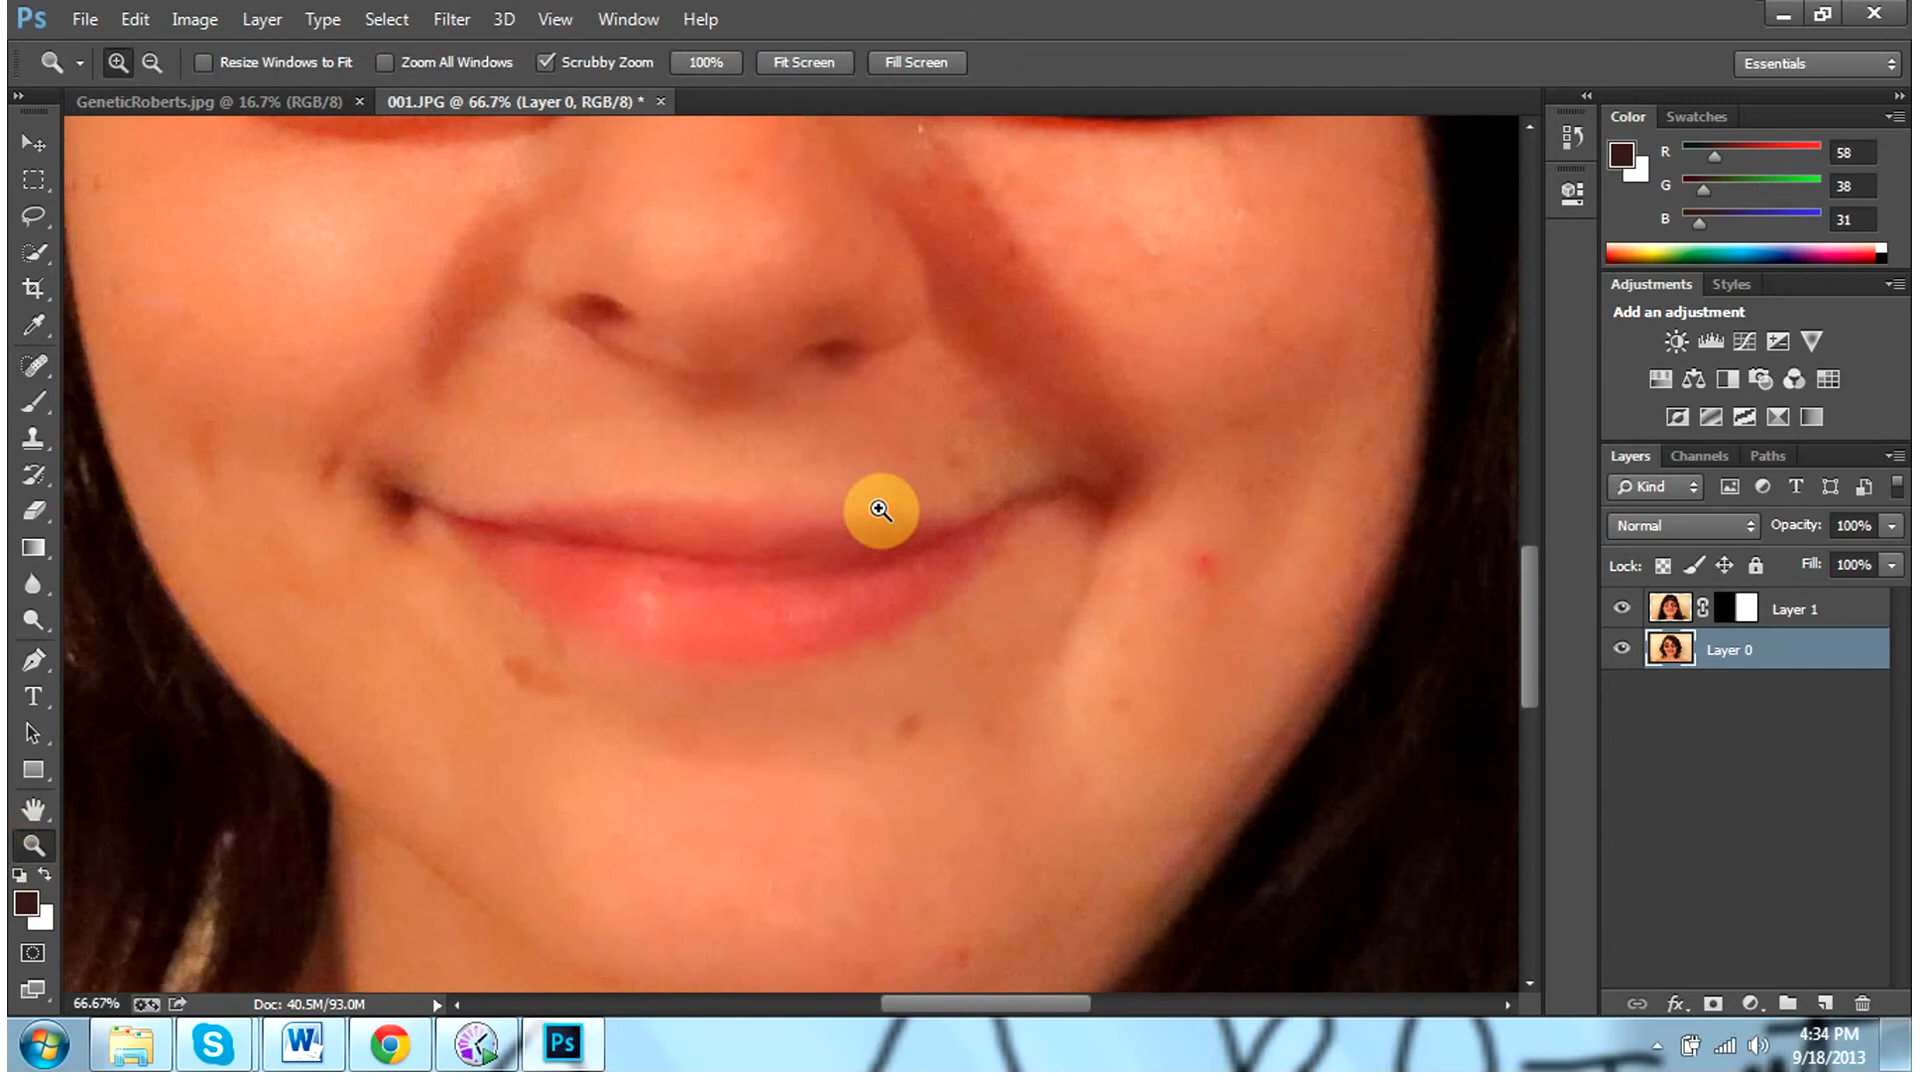 Ps File Edit Image Layer Type Select Filter 3D View Window Help
Resize Windows to Fit Zoom All Windows Scrubby Zoom 100% Fit Screen Fill Screen Essentials
GeneticRoberts.jpg @ 16.7% (RGB/8) × 001.JPG @ 66.7% (Layer 0, RGB/8) * ×
Color Swatches
R 58
G 38
B 31
Adjustments Styles
Add an adjustment
Layers Channels Paths
Kind
Normal Opacity: 100%
Lock: Fill: 100%
Layer 1
Layer 0
T
fx
66.67% Doc: 40.5M/93.0M
4:34 PM
9/18/2013
S W Ps